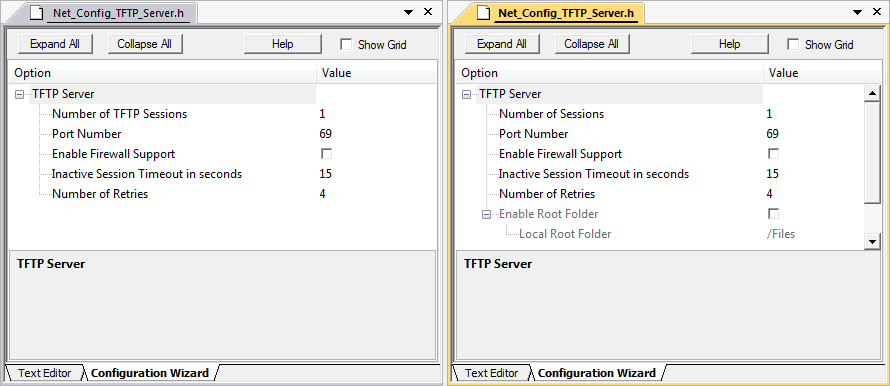 Net_Config_TFTP_Server.h
Expand All Collapse All Help Show Grid
Option Value
TFTP Server
Number of TFTP Sessions 1
Port Number 69
Enable Firewall Support
Inactive Session Timeout in seconds 15
Number of Retries 4
TFTP Server
Text Editor Configuration Wizard
Net_Config_TFTP_Server.h
Expand All Collapse All Help Show Grid
Option Value
TFTP Server
Number of Sessions 1
Port Number 69
Enable Firewall Support
Inactive Session Timeout in seconds 15
Number of Retries 4
Enable Root Folder
Local Root Folder /Files
TFTP Server
Text Editor Configuration Wizard